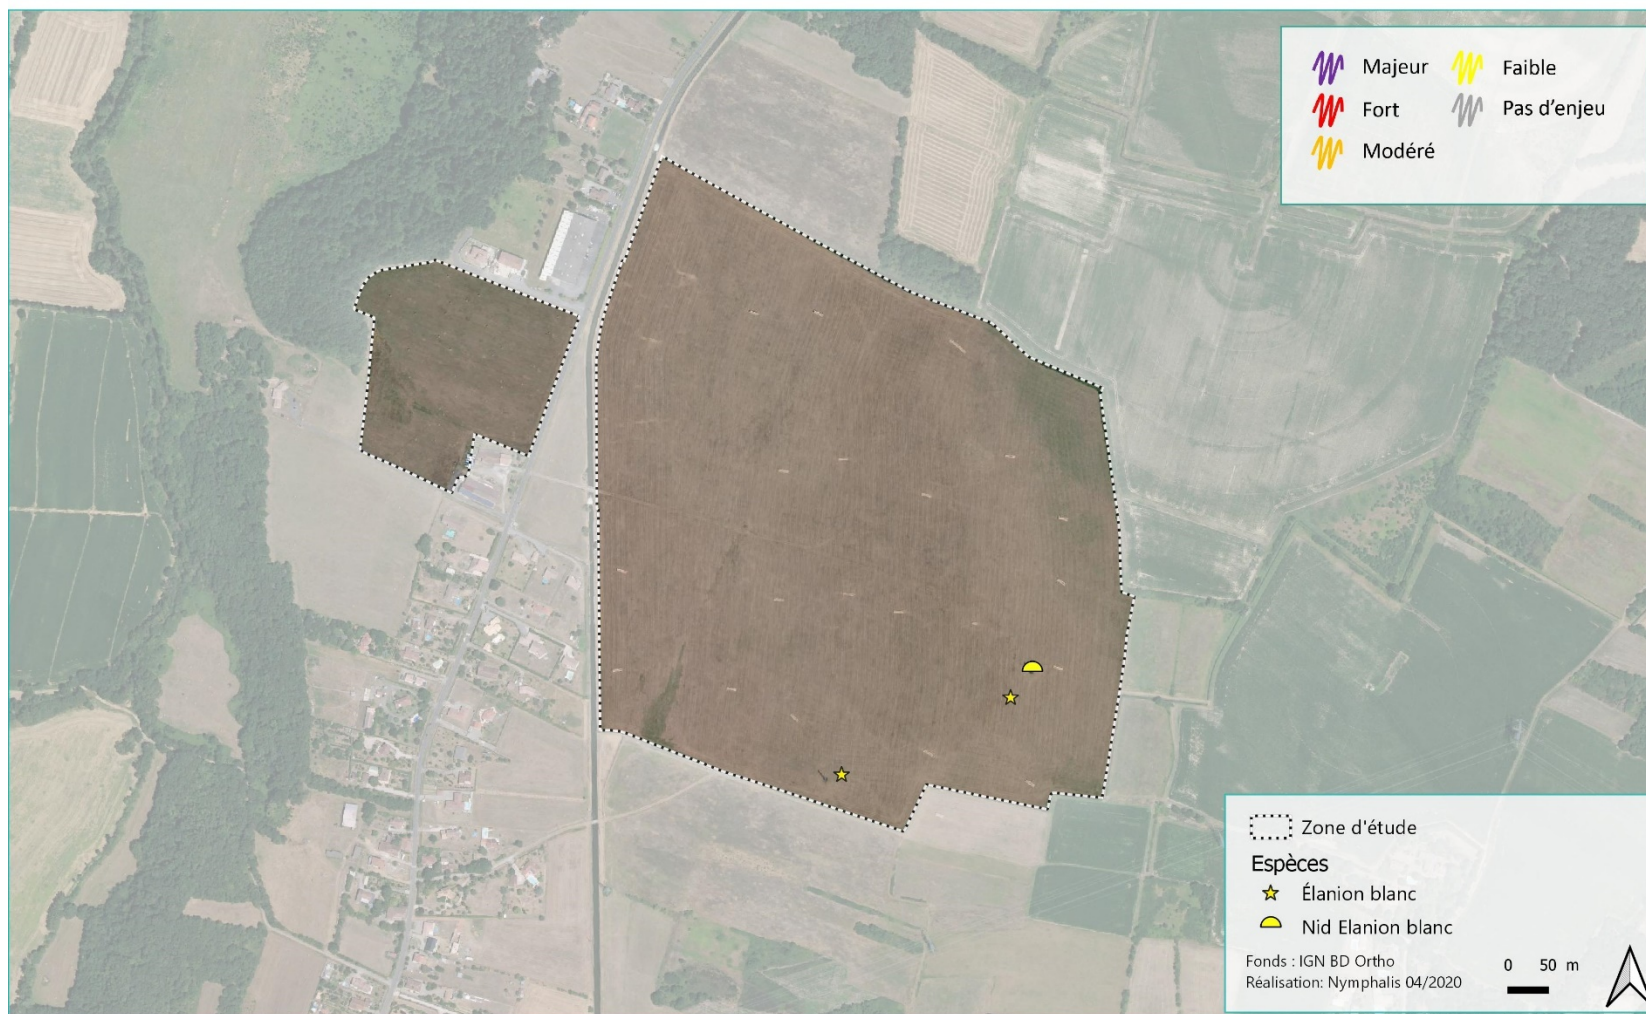 Majeur
Faible
Fort
Pas d'enjeu
Modéré
Zone d'étude
Espèces
Élanion blanc
Nid Elanion blanc
Fonds : IGN BD Ortho
Réalisation: Nymphalis 04/2020
0 50 m